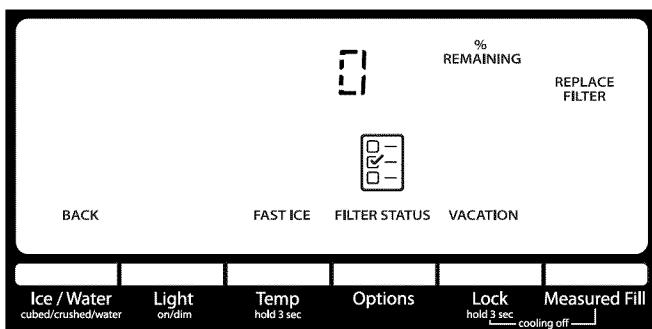 %
REMAINING
0
REPLACE
FILTER
BACK
FAST ICE
FILTER STATUS
VACATION
Ice / Water
cubed/crushed/water
Light
on/dim
Temp
hold 3 sec
Options
Lock
hold 3 sec
Measured Fill
cooling off